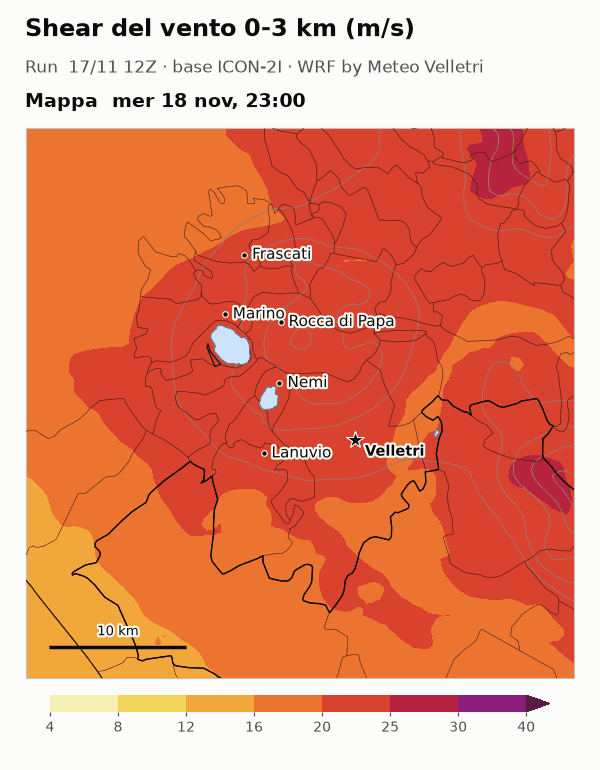 Shear del vento 0-3 km (m/s)
Run  17/11 12Z · base ICON-2I · WRF by Meteo Velletri
Mappa  mer 18 nov, 23:00
Frascati
Marino
Rocca di Papa
Nemi
Velletri
Lanuvio
10 km
4 8 12 16 20 25 30 40